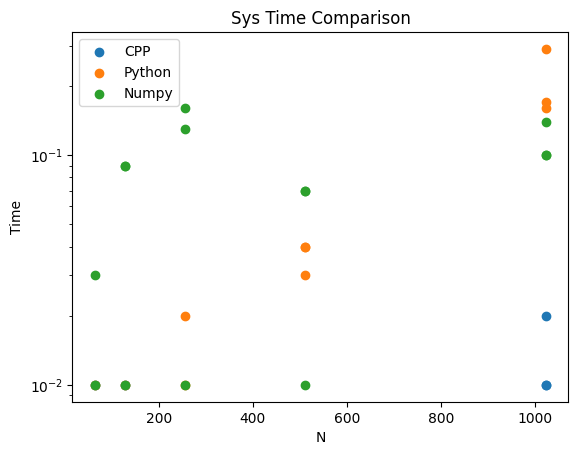 Sys Time Comparison
CPP
Python
Numpy
10⁻¹
10⁻²
Time
200
400
600
800
1000
N